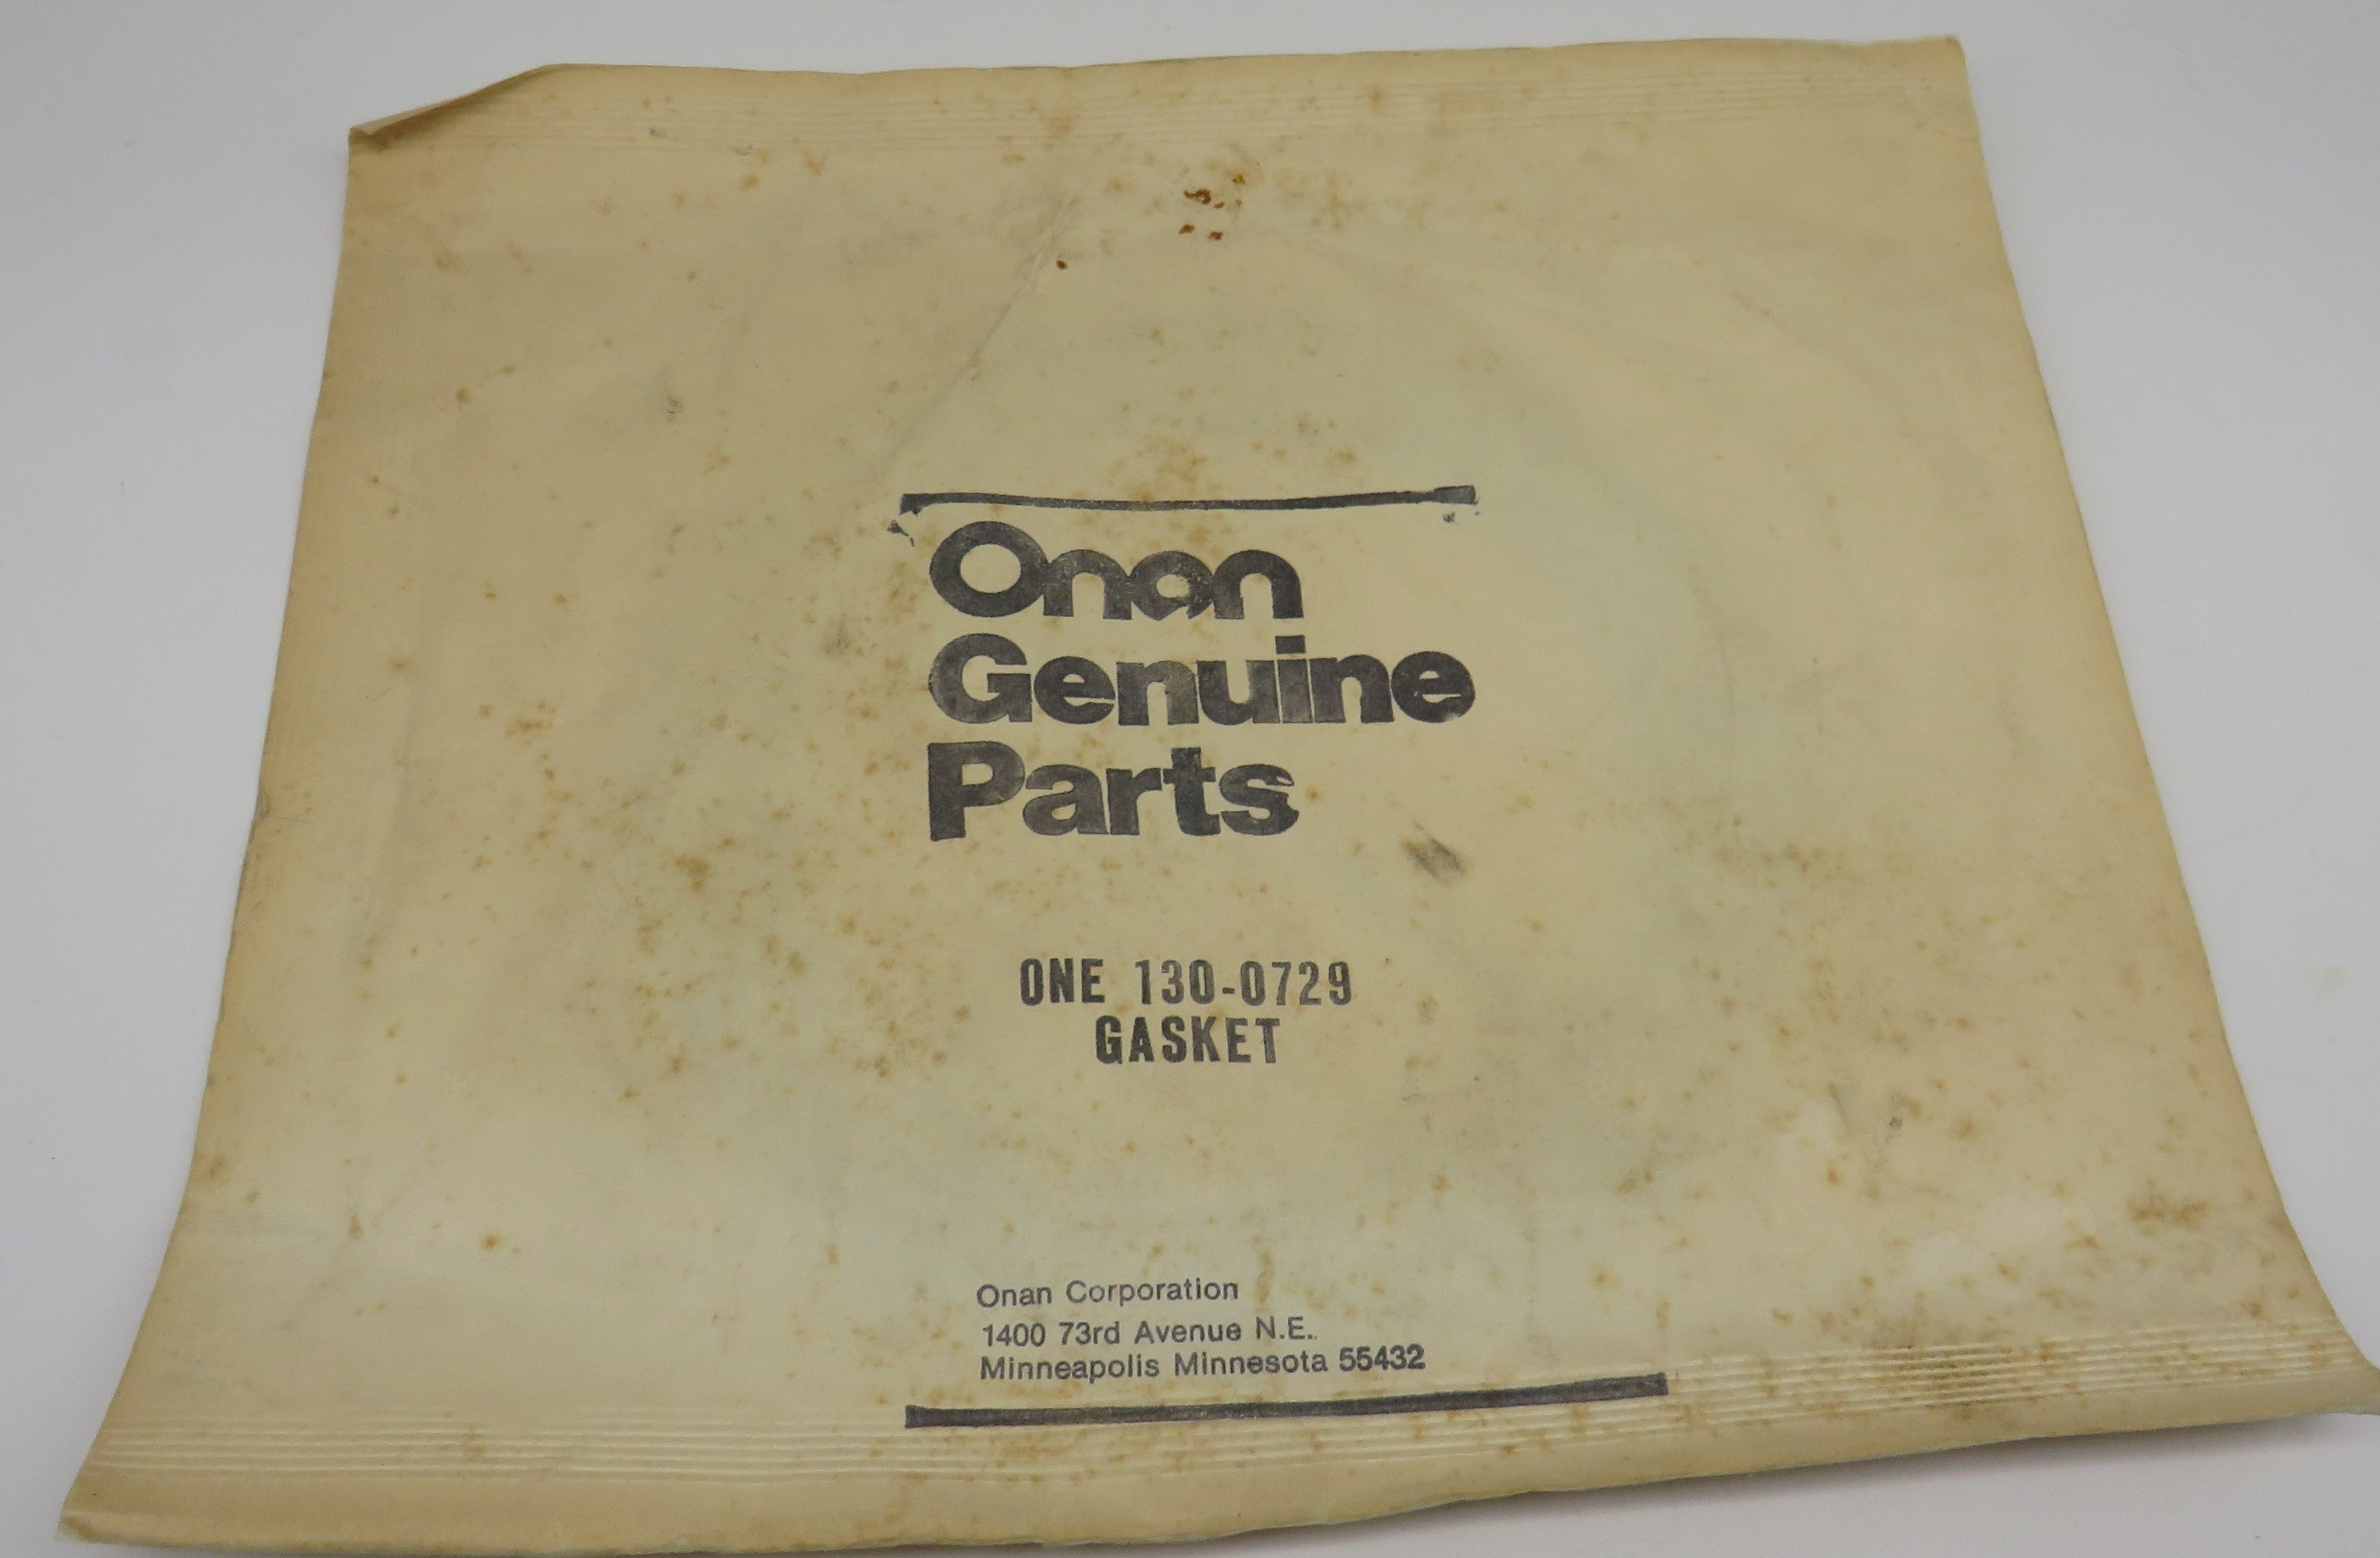 Onan
Genuine
Parts
ONE 130-0729
GASKET
Onan Corporation
1400 73rd Avenue N.E.
Minneapolis Minnesota 55432